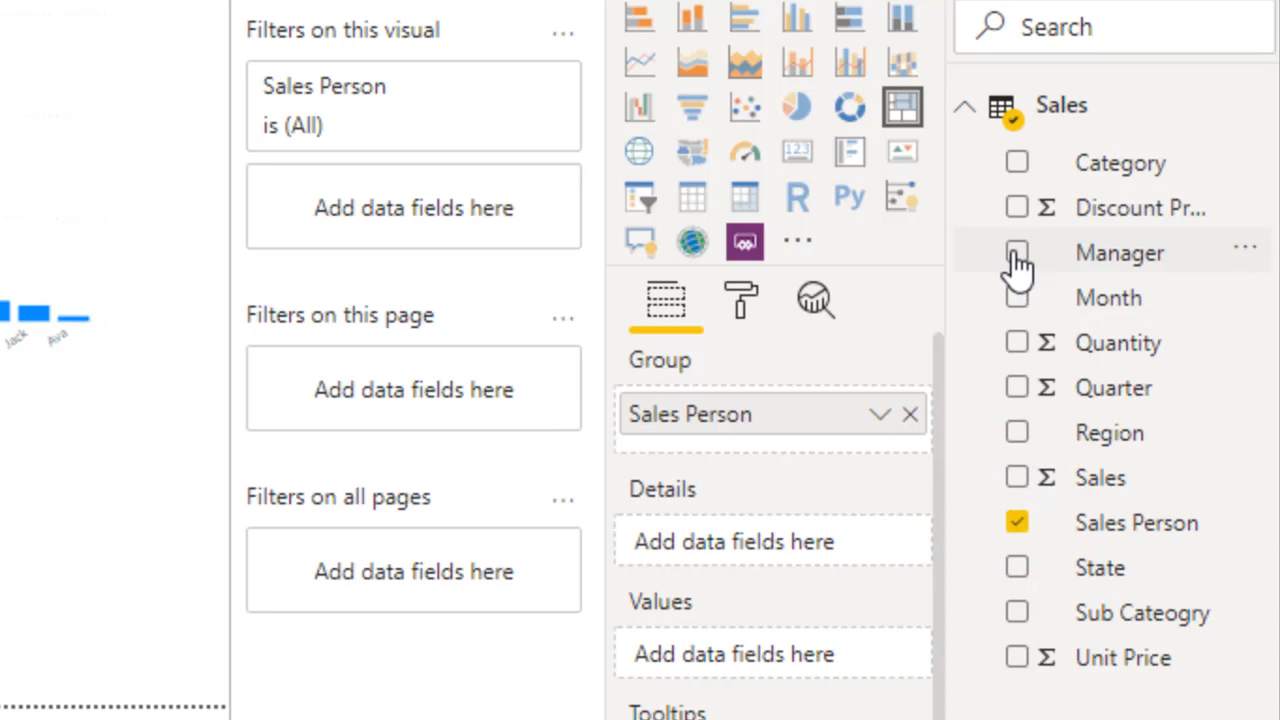 Jack
Ava
Filters on this visual
...
Sales Person
is (All)
Add data fields here
Filters on this page
...
Add data fields here
Filters on all pages
...
Add data fields here
123
R
Py
...
Group
Sales Person
Details
Add data fields here
Values
Add data fields here
Tooltips
Search
Sales
Category
Σ Discount Pr...
Manager ...
Month
Σ Quantity
Σ Quarter
Region
Σ Sales
Sales Person
State
Sub Cateogry
Σ Unit Price